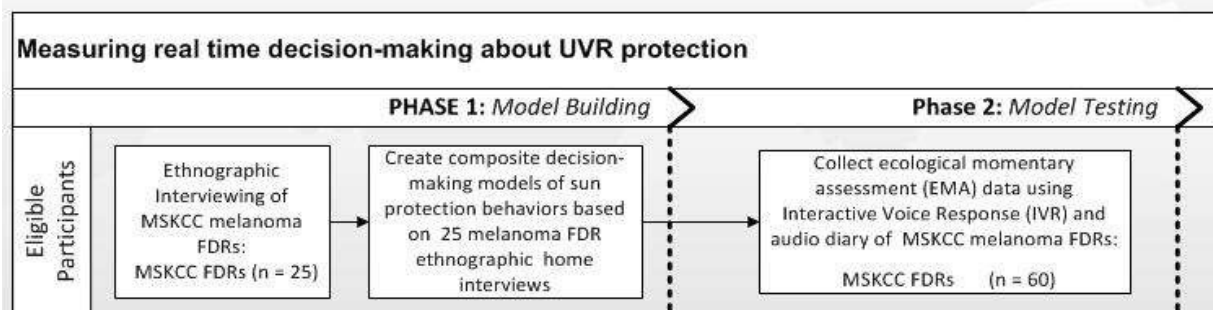 Measuring real time decision-making about UVR protection
PHASE 1: Model Building
Phase 2: Model Testing
Eligible
Participants
Ethnographic
Interviewing of
MSKCC melanoma
FDRs:
MSKCC FDRs (n = 25)
Create composite decision-
making models of sun
protection behaviors based
on 25 melanoma FDR
ethnographic home
interviews
Collect ecological momentary
assessment (EMA) data using
Interactive Voice Response (IVR) and
audio diary of MSKCC melanoma FDRs:
MSKCC FDRs (n = 60)